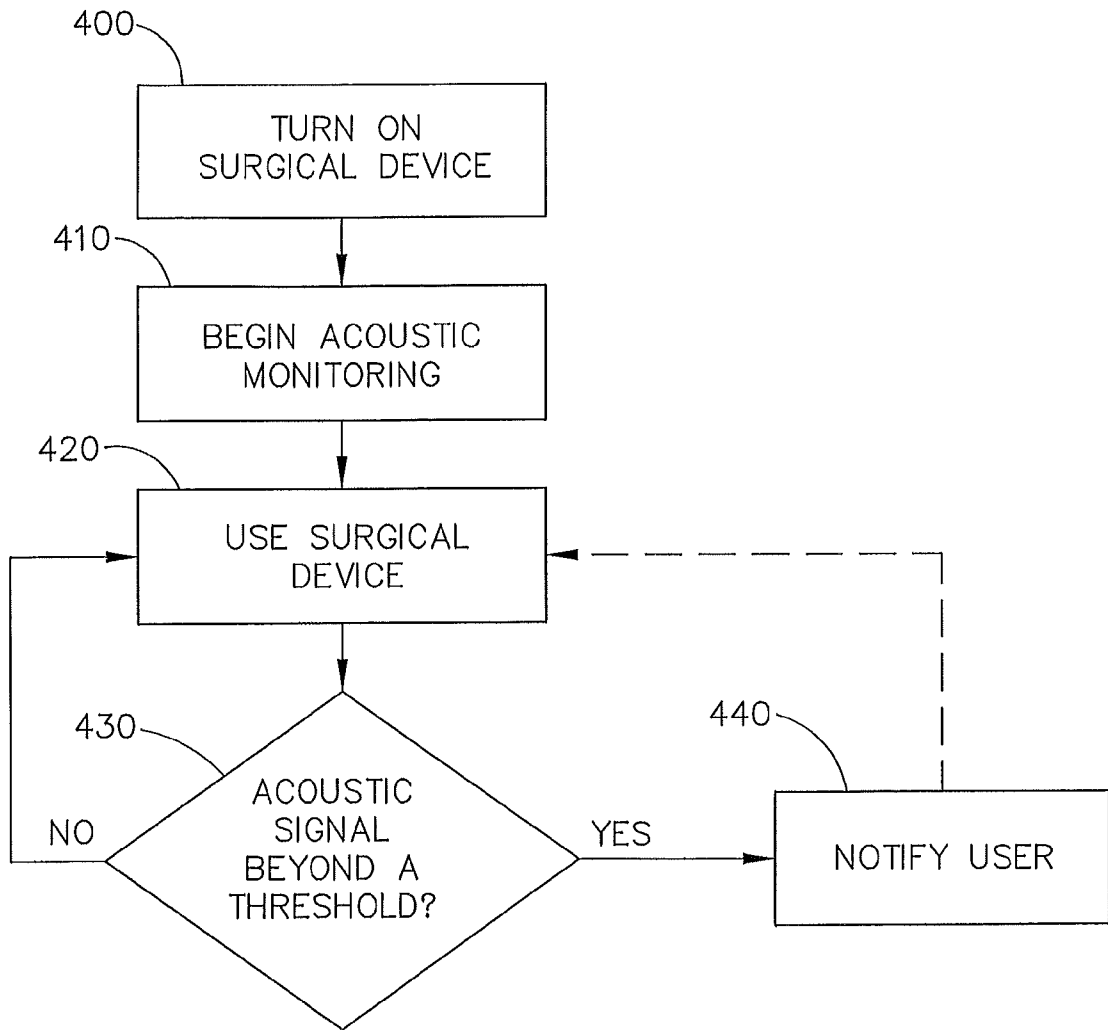 400
TURN ON
SURGICAL DEVICE
410
BEGIN ACOUSTIC
MONITORING
420
USE SURGICAL
DEVICE
430
ACOUSTIC
SIGNAL
BEYOND A
THRESHOLD?
NO
YES
440
NOTIFY USER